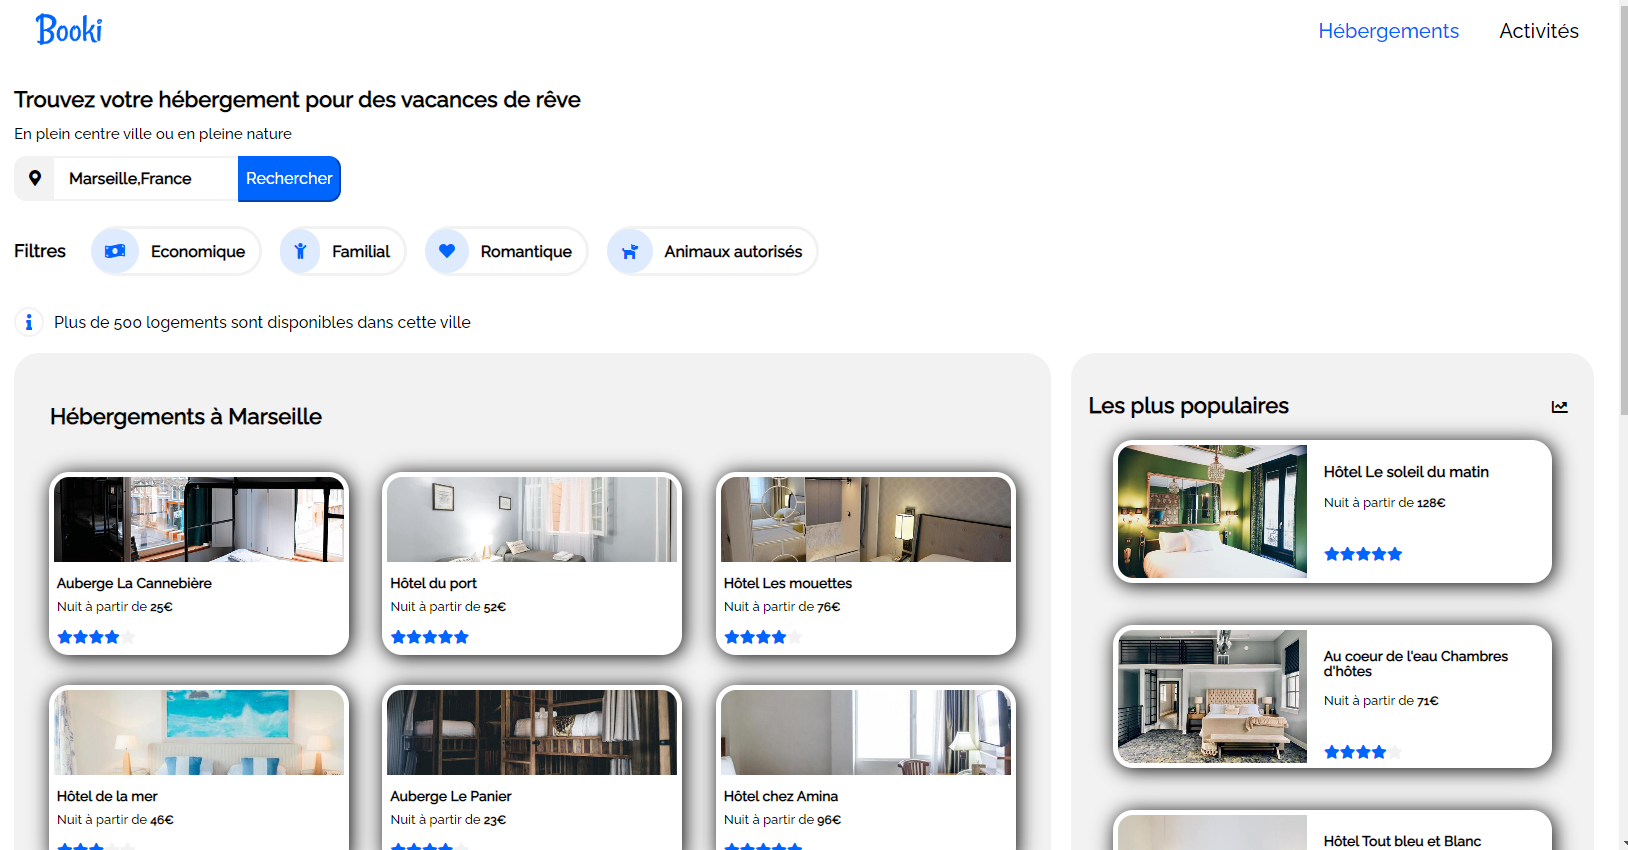 Booki
Hébergements
Activités
Trouvez votre hébergement pour des vacances de rêve
En plein centre ville ou en pleine nature
Marseille,France
Rechercher
Filtres
Economique
Familial
Romantique
Animaux autorisés
Plus de 500 logements sont disponibles dans cette ville
Hébergements à Marseille
Auberge La Cannebière
Nuit à partir de 25€
Hôtel du port
Nuit à partir de 52€
Hôtel Les mouettes
Nuit à partir de 76€
Hôtel de la mer
Nuit à partir de 46€
Auberge Le Panier
Nuit à partir de 23€
Hôtel chez Amina
Nuit à partir de 96€
Les plus populaires
Hôtel Le soleil du matin
Nuit à partir de 128€
Au coeur de l'eau Chambres
d'hôtes
Nuit à partir de 71€
Hôtel Tout bleu et Blanc